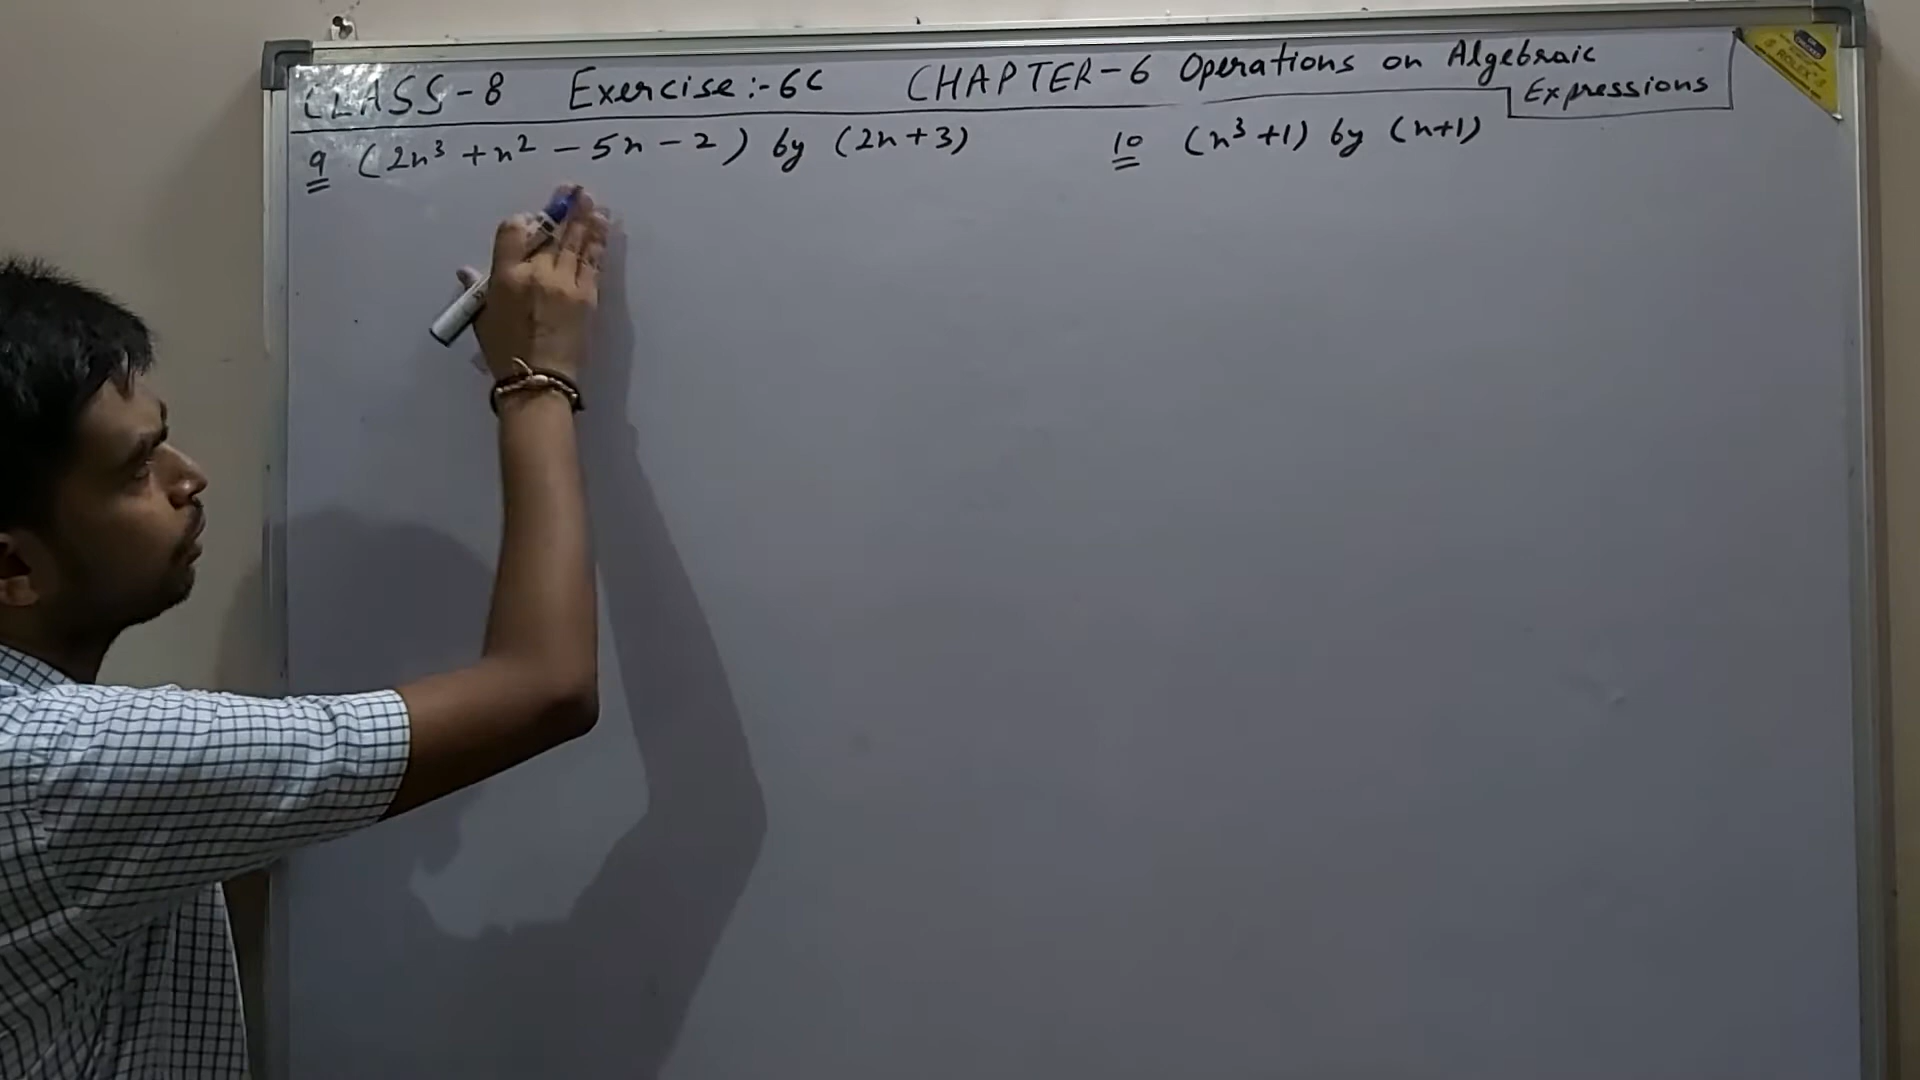 CLASS-8 Exercise:-6C CHAPTER-6 Operations on Algebraic Expressions
9 (2x³ + x² - 5x - 2) by (2x+3)
10 (x³+1) by (x+1)
ROLEX